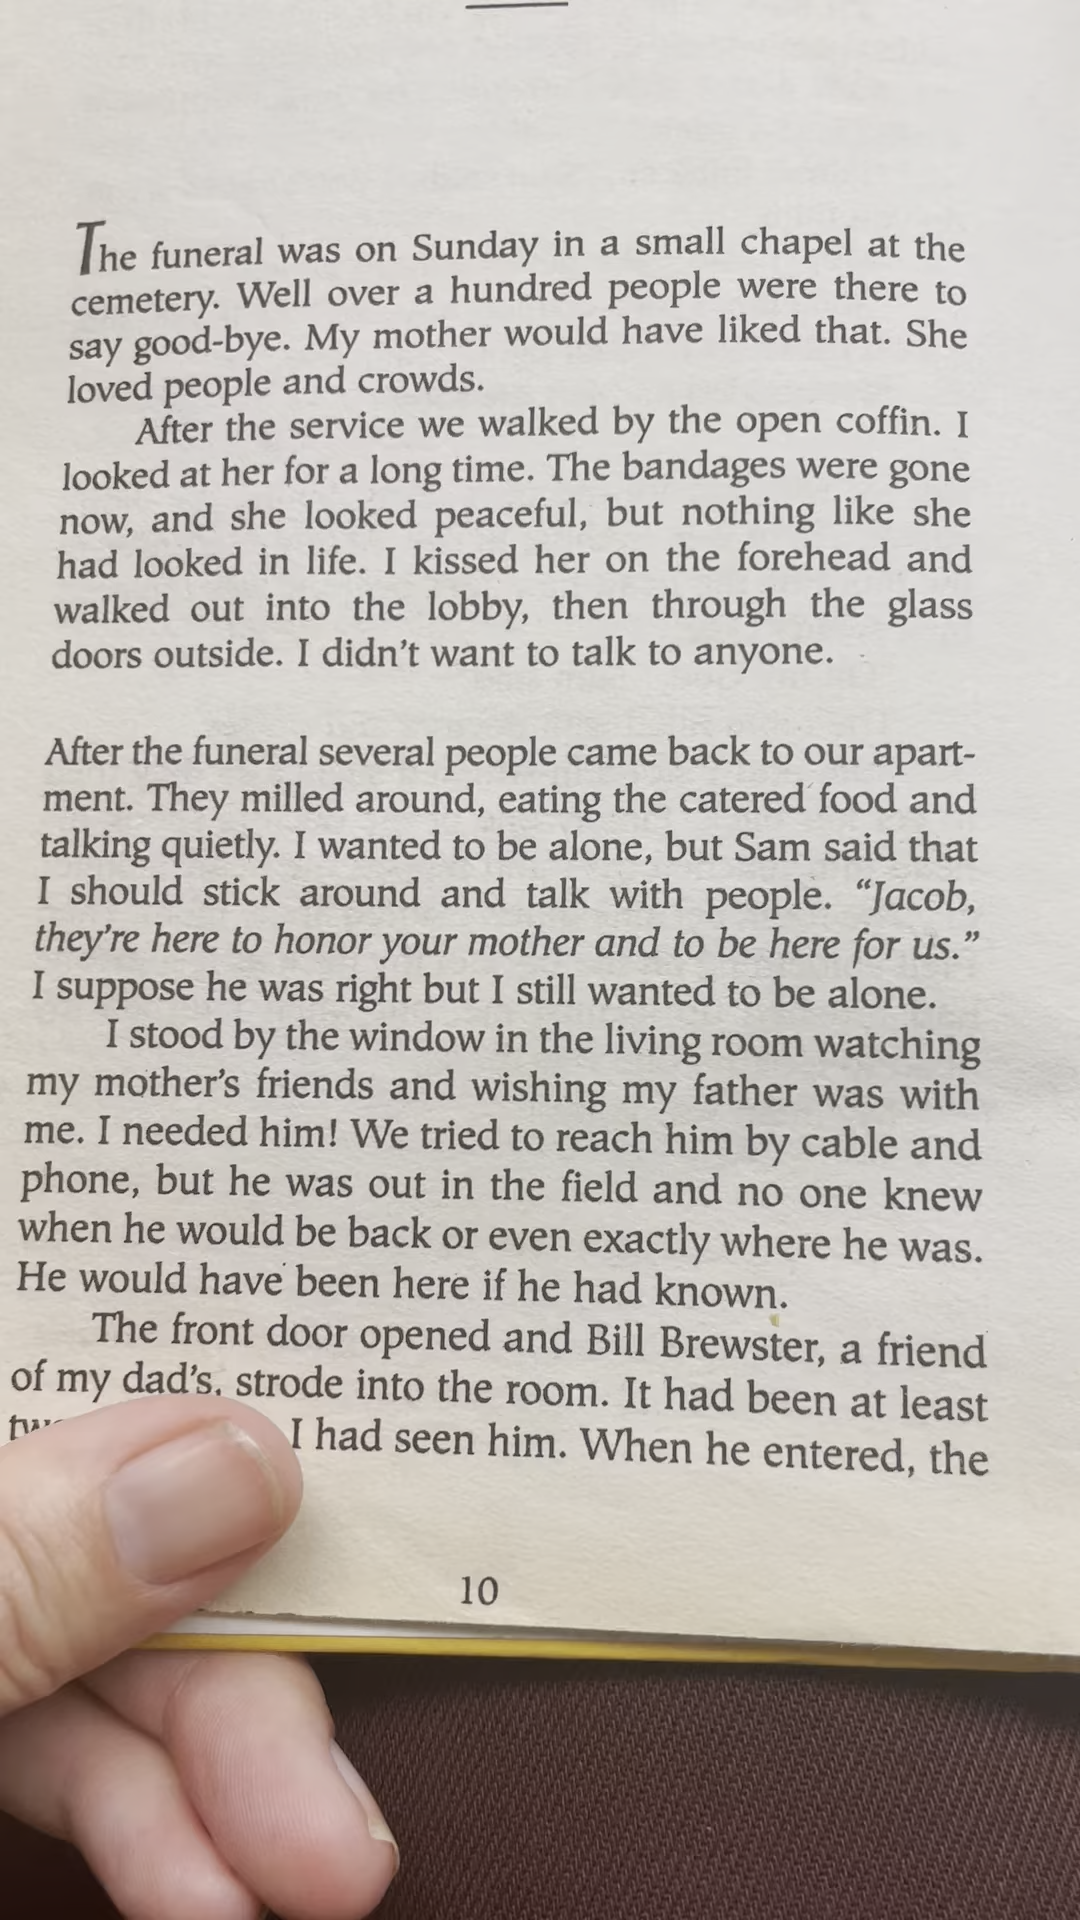 The funeral was on Sunday in a small chapel at the
cemetery. Well over a hundred people were there to
say good-bye. My mother would have liked that. She
loved people and crowds.
After the service we walked by the open coffin. I
looked at her for a long time. The bandages were gone
now, and she looked peaceful, but nothing like she
had looked in life. I kissed her on the forehead and
walked out into the lobby, then through the glass
doors outside. I didn't want to talk to anyone.
After the funeral several people came back to our apart-
ment. They milled around, eating the catered food and
talking quietly. I wanted to be alone, but Sam said that
I should stick around and talk with people. “Jacob,
they're here to honor your mother and to be here for us.”
I suppose he was right but I still wanted to be alone.
I stood by the window in the living room watching
my mother's friends and wishing my father was with
me. I needed him! We tried to reach him by cable and
phone, but he was out in the field and no one knew
when he would be back or even exactly where he was.
He would have been here if he had known.
The front door opened and Bill Brewster, a friend
of my dad's, strode into the room. It had been at least
I had seen him. When he entered, the
10